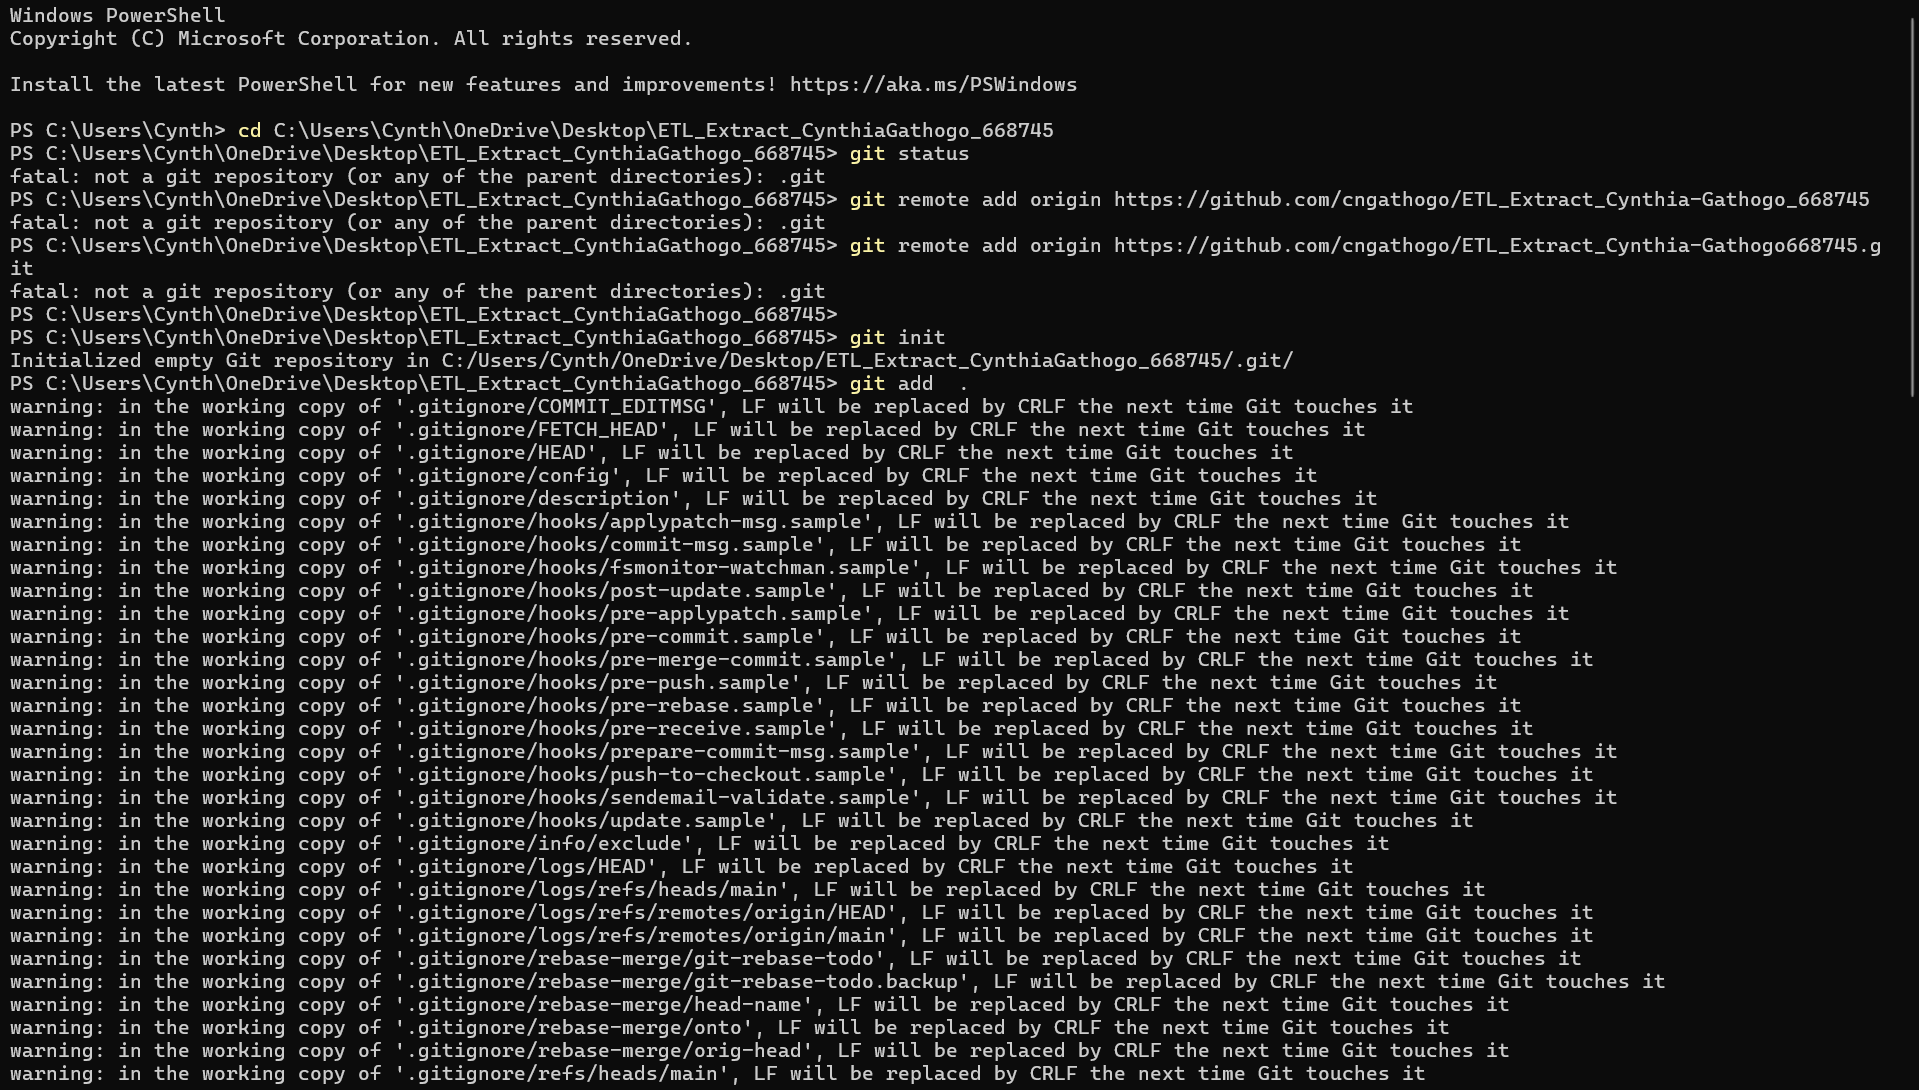 Windows PowerShell
Copyright (C) Microsoft Corporation. All rights reserved.
Install the latest PowerShell for new features and improvements! https://aka.ms/PSWindows
PS C:\Users\Cynth> cd C:\Users\Cynth\OneDrive\Desktop\ETL_Extract_CynthiaGathogo_668745
PS C:\Users\Cynth\OneDrive\Desktop\ETL_Extract_CynthiaGathogo_668745> git status
fatal: not a git repository (or any of the parent directories): .git
PS C:\Users\Cynth\OneDrive\Desktop\ETL_Extract_CynthiaGathogo_668745> git remote add origin https://github.com/cngathogo/ETL_Extract_Cynthia-Gathogo_668745
fatal: not a git repository (or any of the parent directories): .git
PS C:\Users\Cynth\OneDrive\Desktop\ETL_Extract_CynthiaGathogo_668745> git remote add origin https://github.com/cngathogo/ETL_Extract_Cynthia-Gathogo668745.g
it
fatal: not a git repository (or any of the parent directories): .git
PS C:\Users\Cynth\OneDrive\Desktop\ETL_Extract_CynthiaGathogo_668745>
PS C:\Users\Cynth\OneDrive\Desktop\ETL_Extract_CynthiaGathogo_668745> git init
Initialized empty Git repository in C:/Users/Cynth/OneDrive/Desktop/ETL_Extract_CynthiaGathogo_668745/.git/
PS C:\Users\Cynth\OneDrive\Desktop\ETL_Extract_CynthiaGathogo_668745> git add  .
warning: in the working copy of '.gitignore/COMMIT_EDITMSG', LF will be replaced by CRLF the next time Git touches it
warning: in the working copy of '.gitignore/FETCH_HEAD', LF will be replaced by CRLF the next time Git touches it
warning: in the working copy of '.gitignore/HEAD', LF will be replaced by CRLF the next time Git touches it
warning: in the working copy of '.gitignore/config', LF will be replaced by CRLF the next time Git touches it
warning: in the working copy of '.gitignore/description', LF will be replaced by CRLF the next time Git touches it
warning: in the working copy of '.gitignore/hooks/applypatch-msg.sample', LF will be replaced by CRLF the next time Git touches it
warning: in the working copy of '.gitignore/hooks/commit-msg.sample', LF will be replaced by CRLF the next time Git touches it
warning: in the working copy of '.gitignore/hooks/fsmonitor-watchman.sample', LF will be replaced by CRLF the next time Git touches it
warning: in the working copy of '.gitignore/hooks/post-update.sample', LF will be replaced by CRLF the next time Git touches it
warning: in the working copy of '.gitignore/hooks/pre-applypatch.sample', LF will be replaced by CRLF the next time Git touches it
warning: in the working copy of '.gitignore/hooks/pre-commit.sample', LF will be replaced by CRLF the next time Git touches it
warning: in the working copy of '.gitignore/hooks/pre-merge-commit.sample', LF will be replaced by CRLF the next time Git touches it
warning: in the working copy of '.gitignore/hooks/pre-push.sample', LF will be replaced by CRLF the next time Git touches it
warning: in the working copy of '.gitignore/hooks/pre-rebase.sample', LF will be replaced by CRLF the next time Git touches it
warning: in the working copy of '.gitignore/hooks/pre-receive.sample', LF will be replaced by CRLF the next time Git touches it
warning: in the working copy of '.gitignore/hooks/prepare-commit-msg.sample', LF will be replaced by CRLF the next time Git touches it
warning: in the working copy of '.gitignore/hooks/push-to-checkout.sample', LF will be replaced by CRLF the next time Git touches it
warning: in the working copy of '.gitignore/hooks/sendemail-validate.sample', LF will be replaced by CRLF the next time Git touches it
warning: in the working copy of '.gitignore/hooks/update.sample', LF will be replaced by CRLF the next time Git touches it
warning: in the working copy of '.gitignore/info/exclude', LF will be replaced by CRLF the next time Git touches it
warning: in the working copy of '.gitignore/logs/HEAD', LF will be replaced by CRLF the next time Git touches it
warning: in the working copy of '.gitignore/logs/refs/heads/main', LF will be replaced by CRLF the next time Git touches it
warning: in the working copy of '.gitignore/logs/refs/remotes/origin/HEAD', LF will be replaced by CRLF the next time Git touches it
warning: in the working copy of '.gitignore/logs/refs/remotes/origin/main', LF will be replaced by CRLF the next time Git touches it
warning: in the working copy of '.gitignore/rebase-merge/git-rebase-todo', LF will be replaced by CRLF the next time Git touches it
warning: in the working copy of '.gitignore/rebase-merge/git-rebase-todo.backup', LF will be replaced by CRLF the next time Git touches it
warning: in the working copy of '.gitignore/rebase-merge/head-name', LF will be replaced by CRLF the next time Git touches it
warning: in the working copy of '.gitignore/rebase-merge/onto', LF will be replaced by CRLF the next time Git touches it
warning: in the working copy of '.gitignore/rebase-merge/orig-head', LF will be replaced by CRLF the next time Git touches it
warning: in the working copy of '.gitignore/refs/heads/main', LF will be replaced by CRLF the next time Git touches it